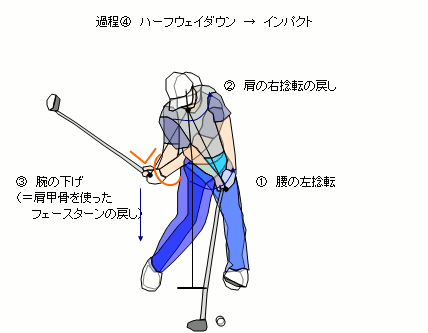 過程④ ハーフウェイダウン → インパクト
② 肩の右捻転の戻し
③ 腕の下げ
(＝肩甲骨を使った
フェースターンの戻し)
① 腰の左捻転